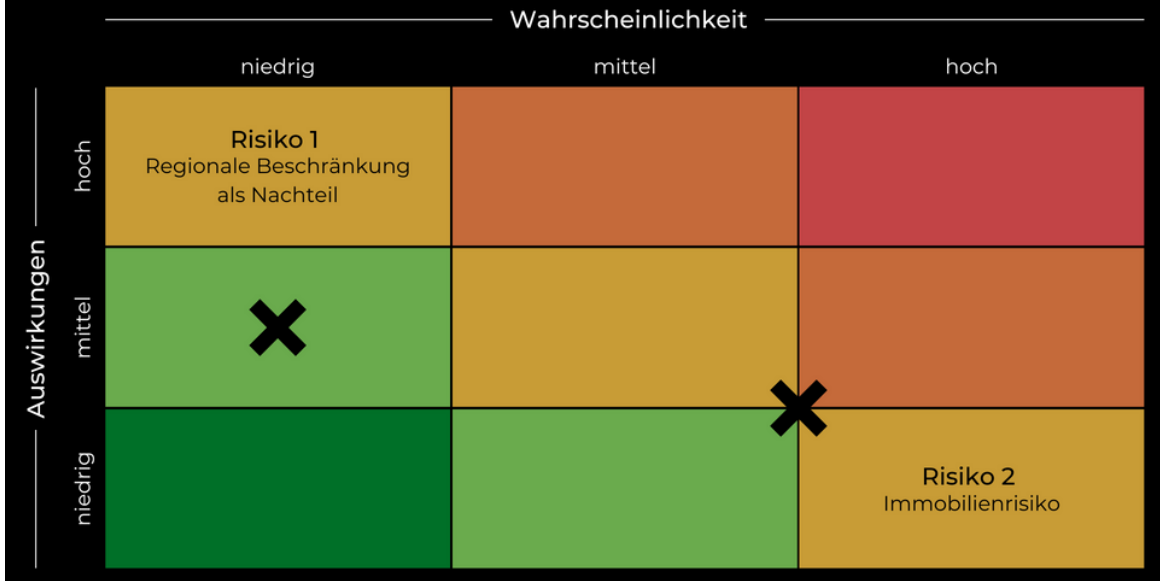 Wahrscheinlichkeit
niedrig
mittel
hoch
Auswirkungen
hoch
Risiko 1
Regionale Beschränkung
als Nachteil
mittel
niedrig
Risiko 2
Immobilienrisiko